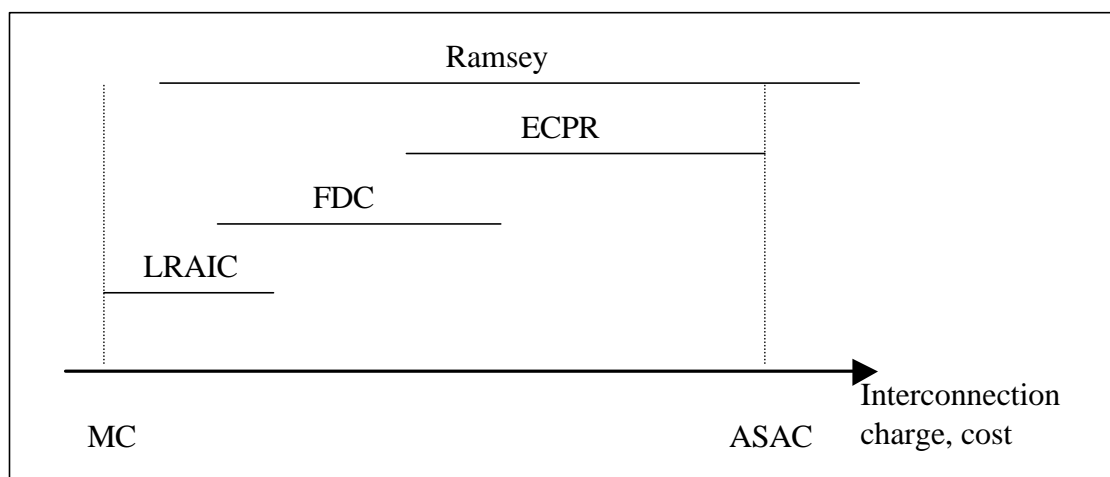 Ramsey
ECPR
FDC
LRAIC
Interconnection
charge, cost
MC
ASAC